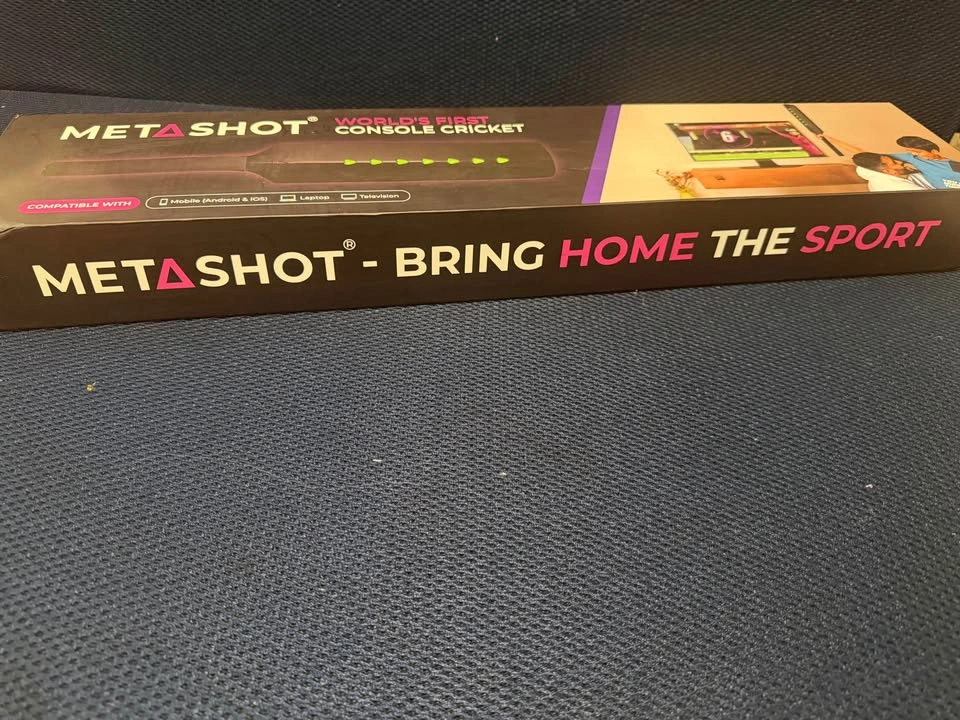 METASHOT®
WORLD'S FIRST
CONSOLE CRICKET
COMPATIBLE WITH
Mobile (Android & iOS) Laptop Television
6
METASHOT® - BRING HOME THE SPORT